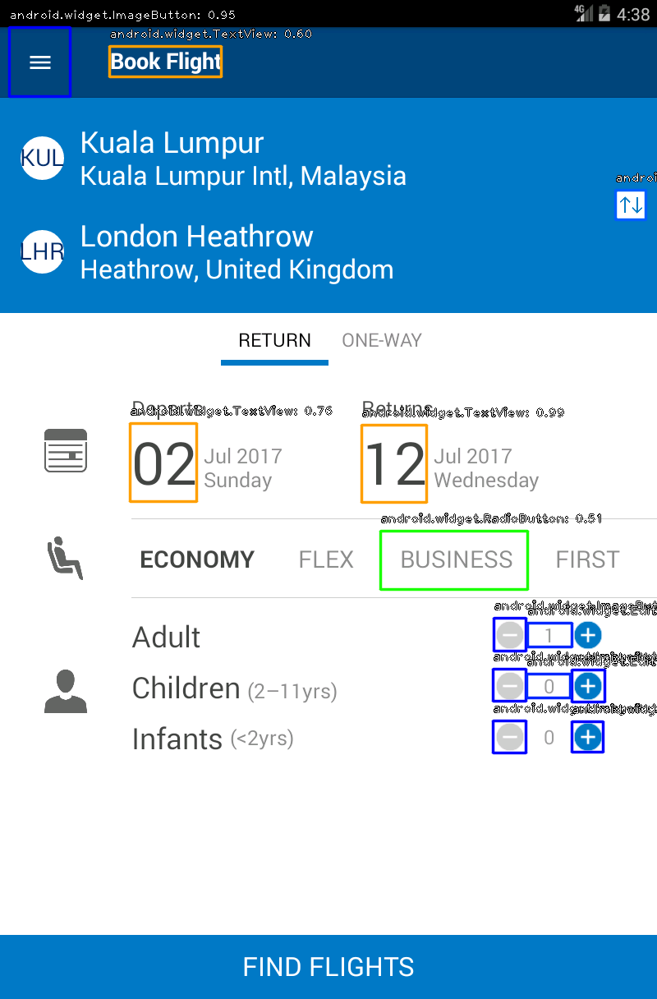 android.widget.ImageButton: 0.95
4G 4:38
android.widget.TextView: 0.60
Book Flight
KUL
Kuala Lumpur
Kuala Lumpur Intl, Malaysia
LHR
London Heathrow
Heathrow, United Kingdom
RETURN
ONE-WAY
Departs
android.widget.TextView: 0.76
02
Jul 2017
Sunday
Returns
android.widget.TextView: 0.99
12
Jul 2017
Wednesday
android.widget.RadioButton: 0.51
ECONOMY
FLEX
BUSINESS
FIRST
Adult
1
Children (2–11yrs)
0
Infants (<2yrs)
0
FIND FLIGHTS